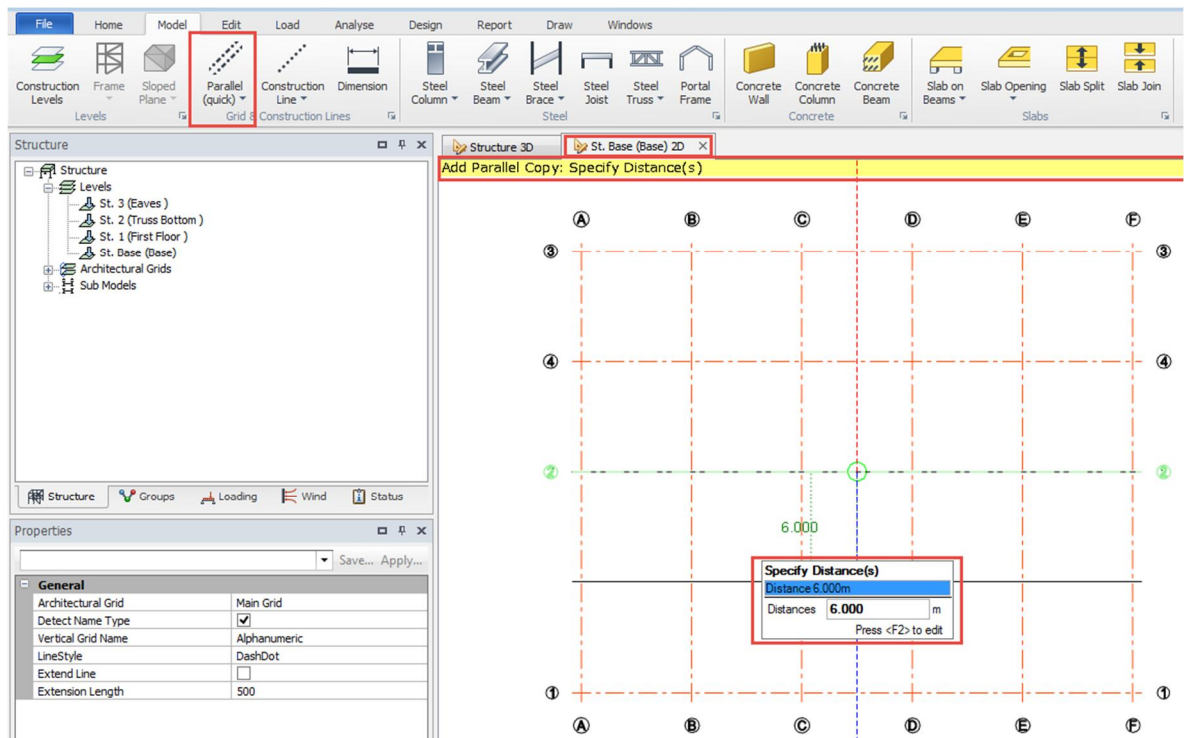 File Home Model Edit Load Analyse Design Report Draw Windows
Construction Levels Frame Sloped Plane Parallel (quick) Construction Line Dimension Steel Column Steel Beam Steel Brace Steel Joist Steel Truss Portal Frame Concrete Wall Concrete Column Concrete Beam Slab on Beams Slab Opening Slab Split Slab Join
Levels Grid & Construction Lines Steel Concrete Slabs
Structure
Structure
Levels
St. 3 (Eaves )
St. 2 (Truss Bottom )
St. 1 (First Floor )
St. Base (Base)
Architectural Grids
Sub Models
Structure Groups Loading Wind Status
Properties
Save... Apply...
General
Architectural Grid Main Grid
Detect Name Type
Vertical Grid Name Alphanumeric
LineStyle DashDot
Extend Line
Extension Length 500
Structure 3D St. Base (Base) 2D
Add Parallel Copy: Specify Distance(s)
A B C D E F
3 3
4 4
2 2
6.000
Specify Distance(s)
Distance 6.000m
Distances 6.000 m
Press <F2> to edit
1 1
A B C D E F